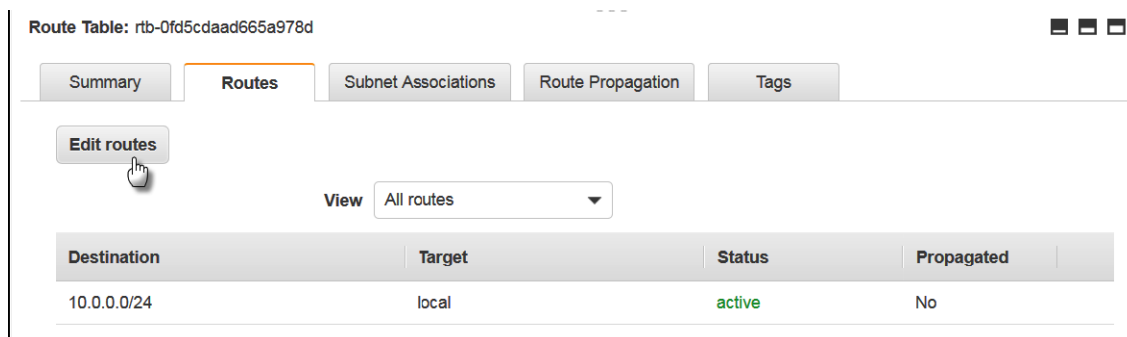 Route Table: rtb-0fd5cdaad665a978d
Summary Routes Subnet Associations Route Propagation Tags
Edit routes
View All routes
Destination Target Status Propagated
10.0.0.0/24 local active No